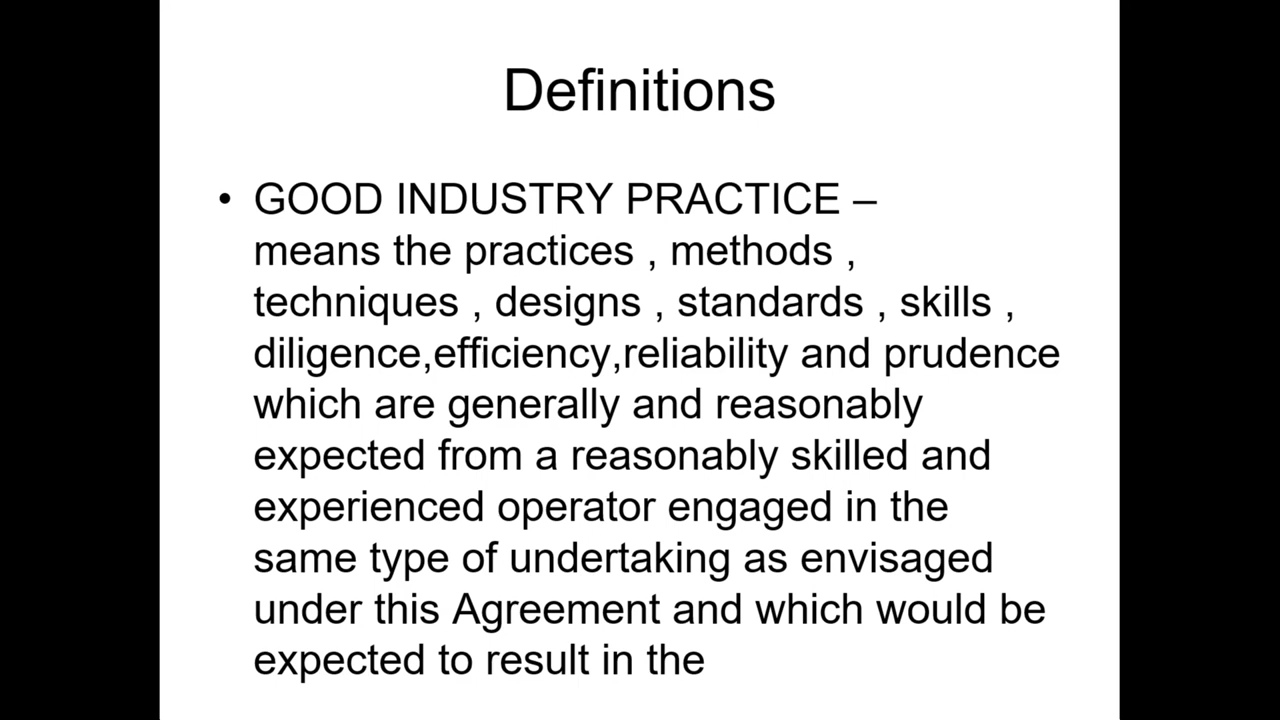 Definitions
• GOOD INDUSTRY PRACTICE –
means the practices , methods ,
techniques , designs , standards , skills ,
diligence,efficiency,reliability and prudence
which are generally and reasonably
expected from a reasonably skilled and
experienced operator engaged in the
same type of undertaking as envisaged
under this Agreement and which would be
expected to result in the